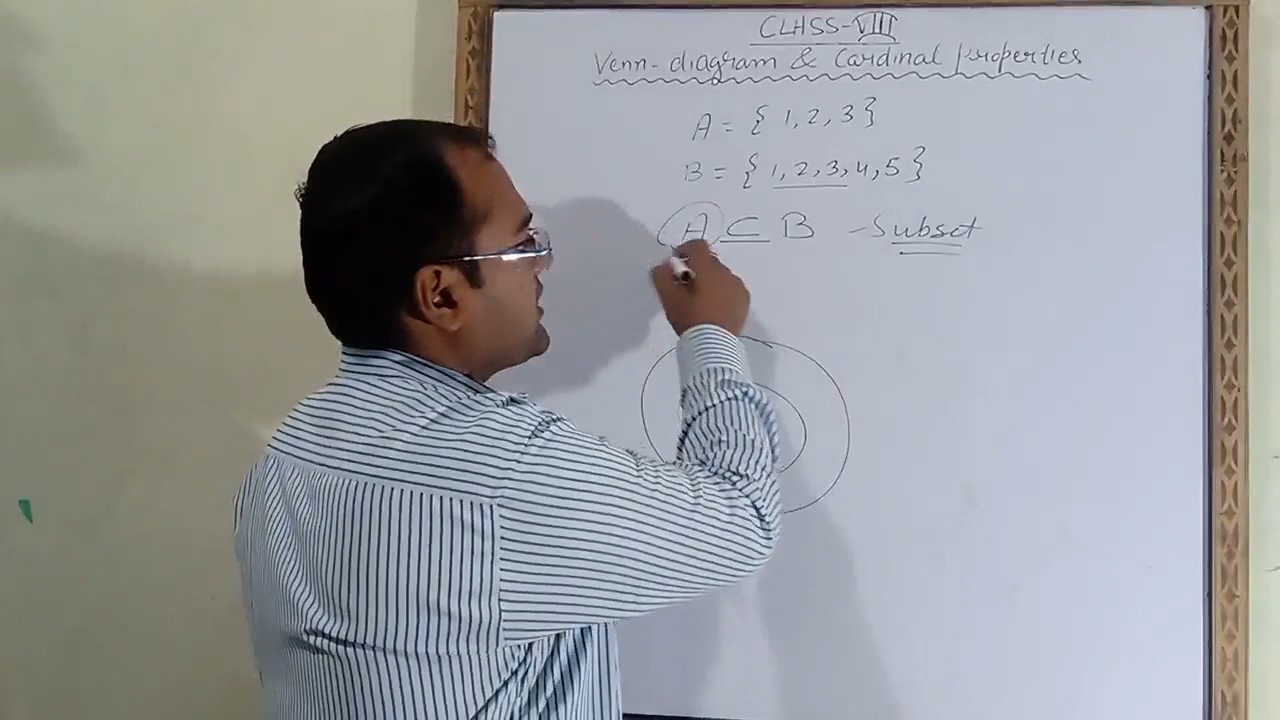 CLASS-VIII
Venn-diagram & Cardinal Properties
A = { 1, 2, 3 }
B = { 1, 2, 3, 4, 5 }
A ⊂ B - Subset